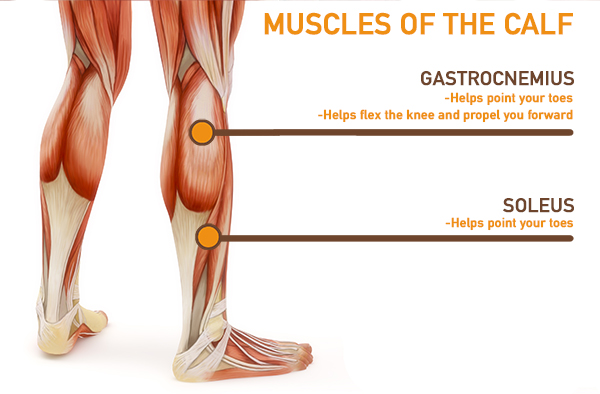 MUSCLES OF THE CALF
GASTROCNEMIUS
-Helps point your toes
-Helps flex the knee and propel you forward
SOLEUS
-Helps point your toes